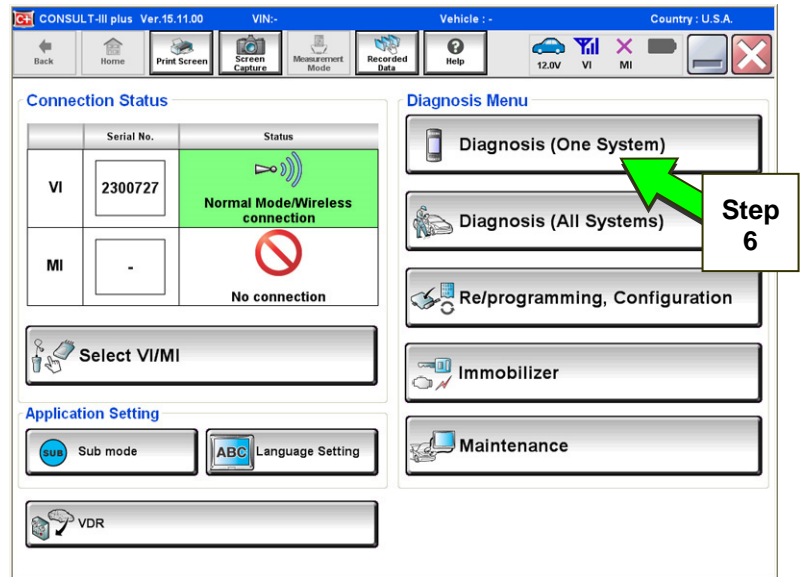 C+ CONSULT-III plus Ver.15.11.00 VIN:- Vehicle : - Country : U.S.A.
Back Home Print Screen Screen Capture Measurement Mode Recorded Data Help 12.0V VI MI
Connection Status
Serial No. Status
VI 2300727 Normal Mode/Wireless connection
MI - No connection
Select VI/MI
Application Setting
SUB Sub mode ABC Language Setting
VDR
Diagnosis Menu
Diagnosis (One System)
Diagnosis (All Systems)
Re/programming, Configuration
Immobilizer
Maintenance
Step
6